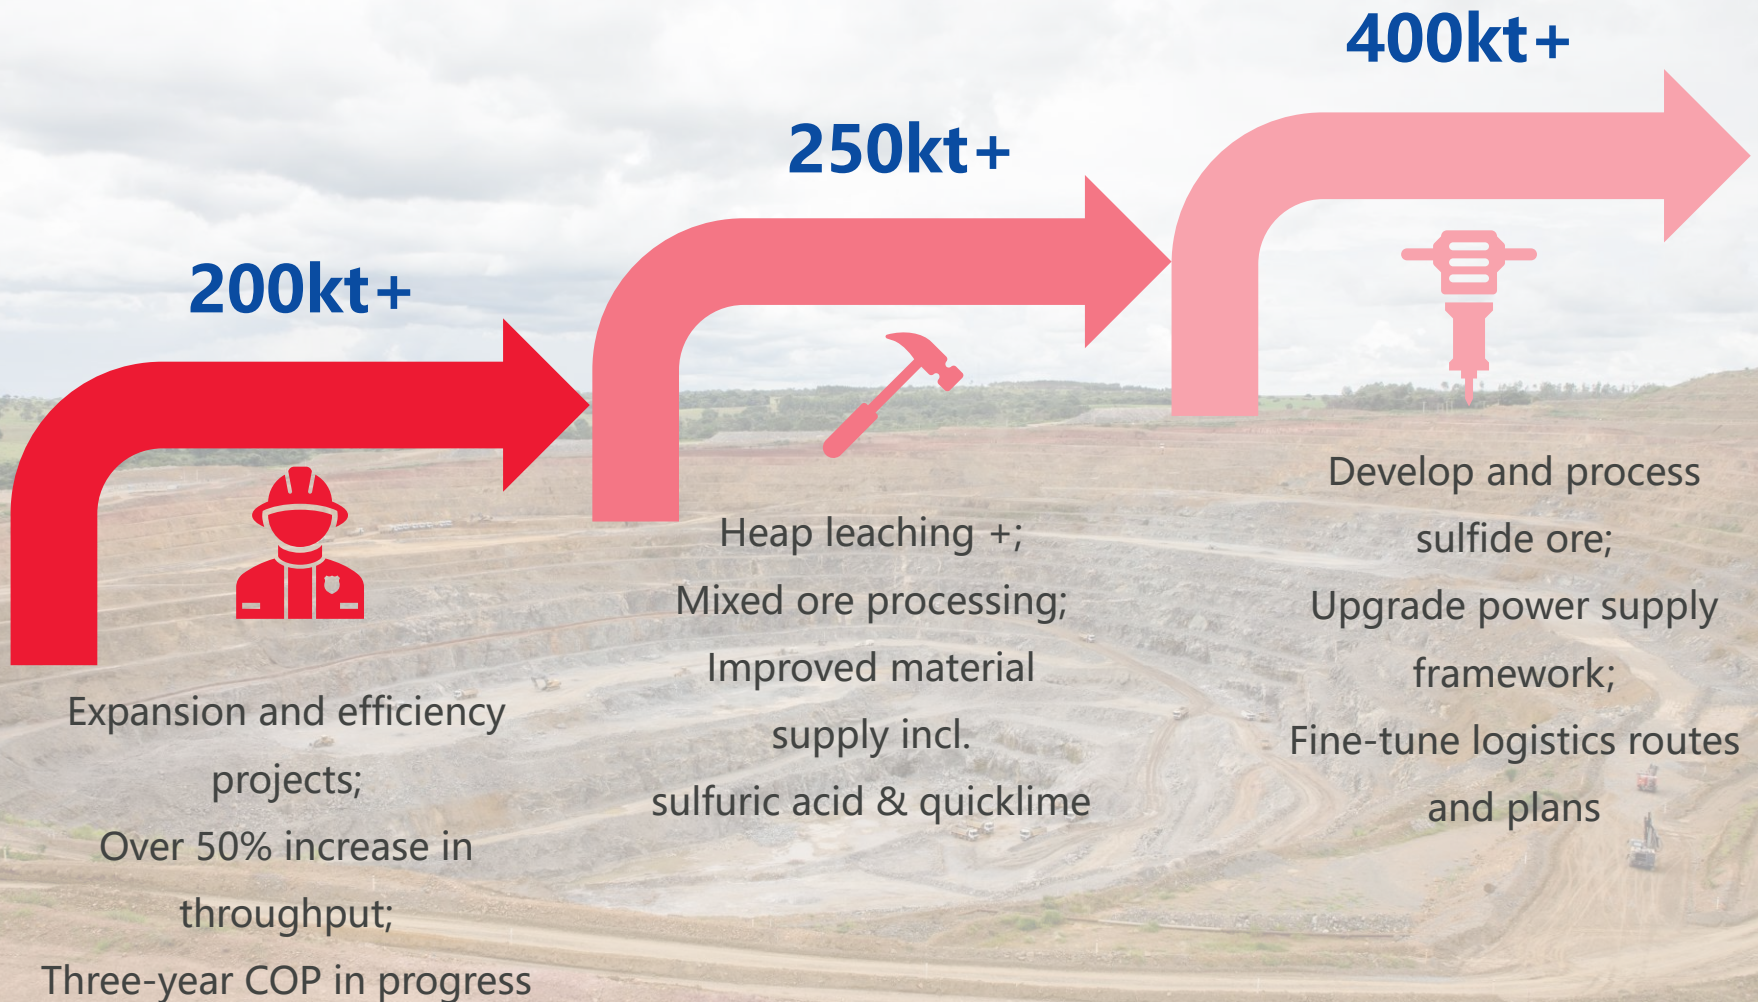 200kt+
Expansion and efficiency
projects;
Over 50% increase in
throughput;
Three-year COP in progress
250kt+
Heap leaching +;
Mixed ore processing;
Improved material
supply incl.
sulfuric acid & quicklime
400kt+
Develop and process
sulfide ore;
Upgrade power supply
framework;
Fine-tune logistics routes
and plans